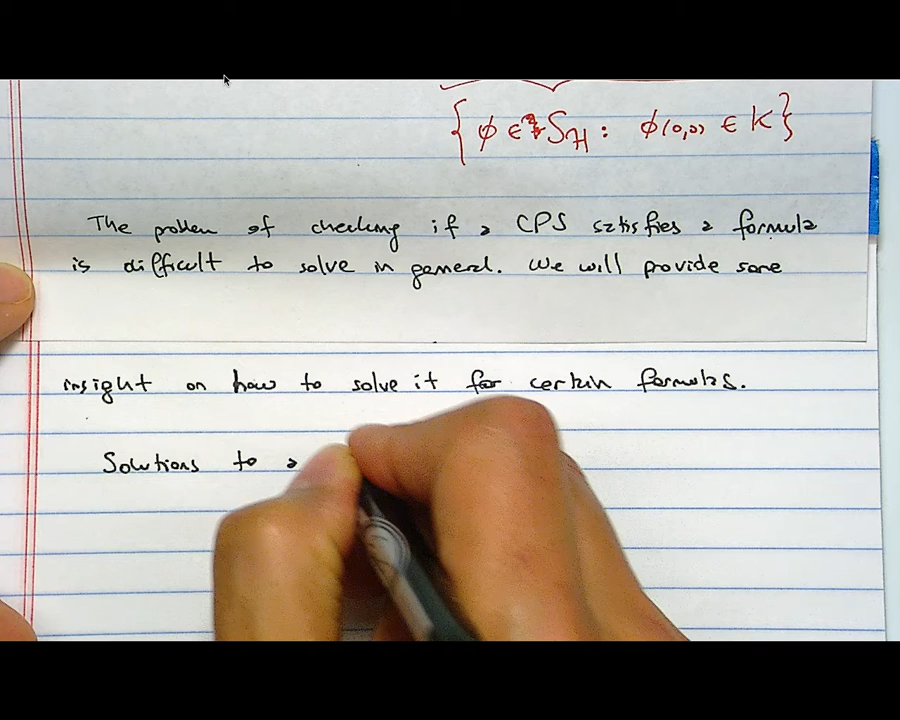 { φ ∈ S_H : φ(0,0) ∈ K }
The problem of checking if a CPS satisfies a formula
is difficult to solve in general. We will provide some
insight on how to solve it for certain formulas.
Solutions to a